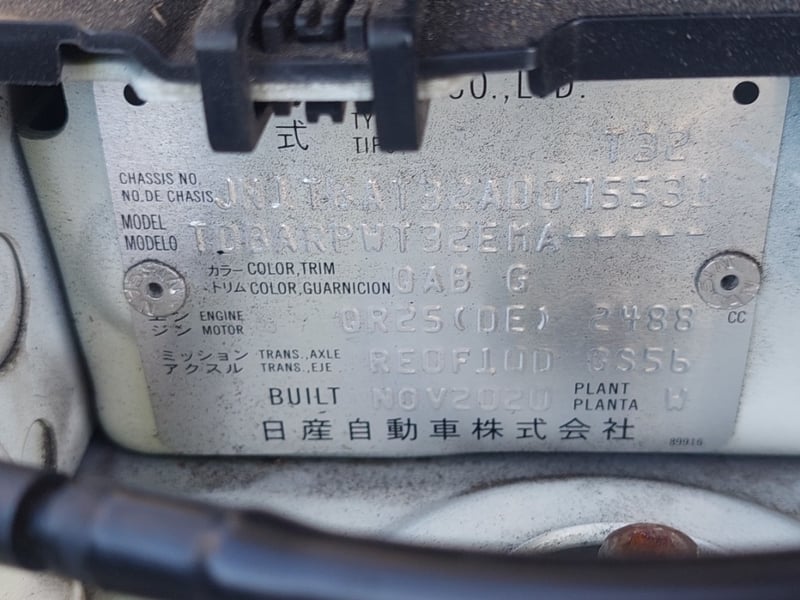 CO.,LTD.
式 TYPE T32
TIPO
CHASSIS NO.
NO.DE CHASIS JN1TBAT32A0075531
MODEL
MODELO TDBARPWT32EMA-----
カラー COLOR,TRIM QAB G
トリム COLOR,GUARNICION
エンジン ENGINE QR25(DE) 2488 CC
MOTOR
ミッション TRANS.,AXLE RE0F10D GS56
アクスル TRANS.,EJE
BUILT NOV2020 PLANT W
PLANTA
日産自動車株式会社 89916